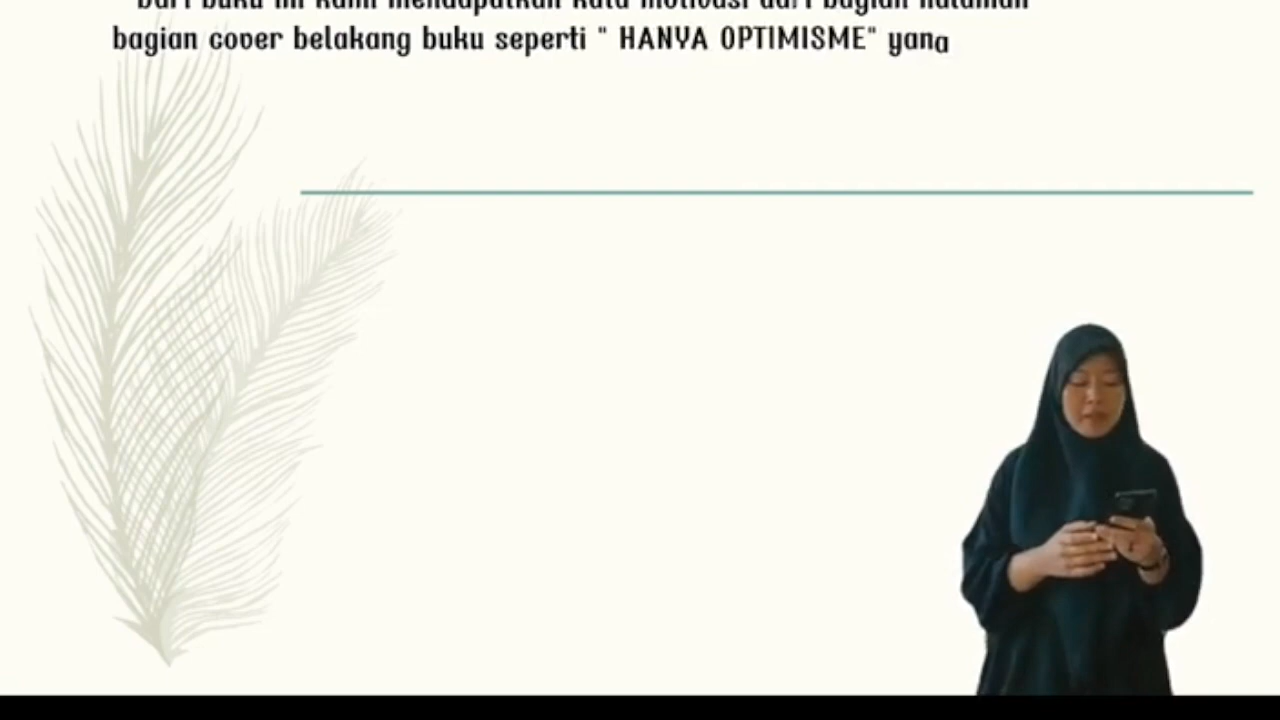 Dari buku ini kami mendapatkan kata motivasi dari bagian halaman
bagian cover belakang buku seperti " HANYA OPTIMISME" yang